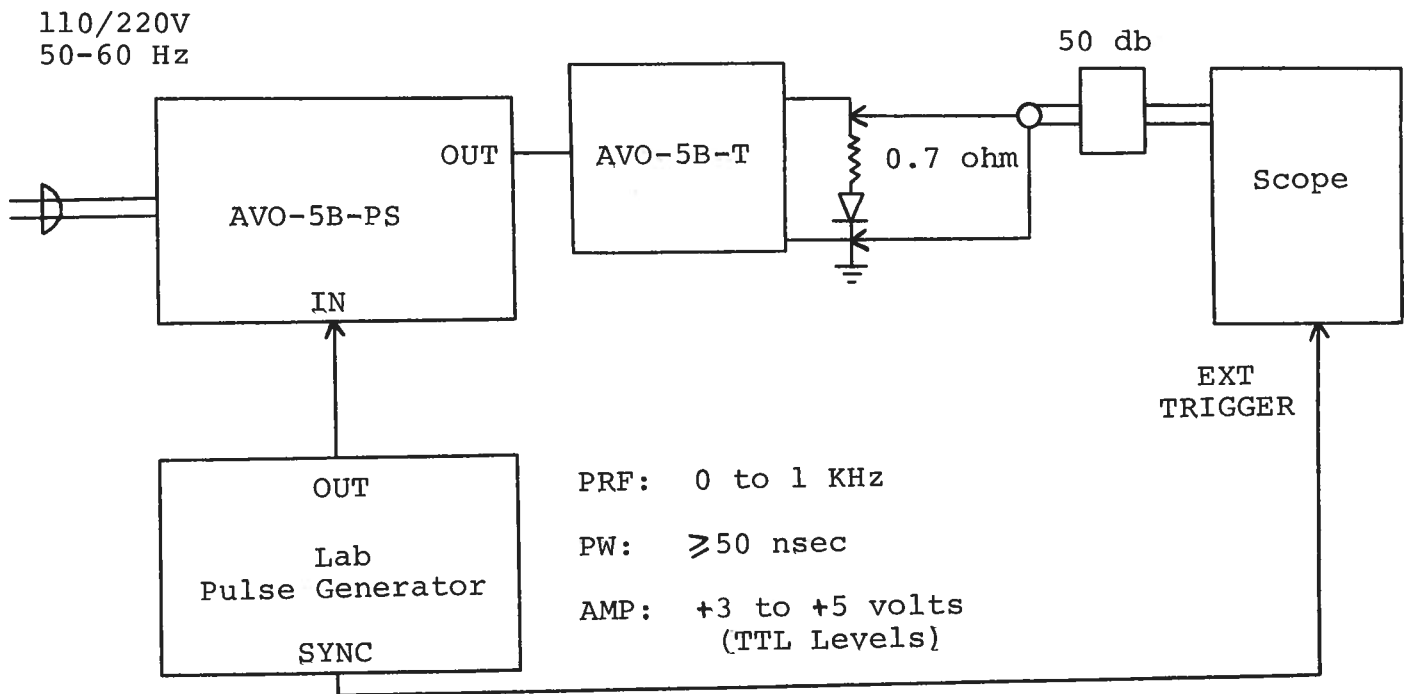 110/220V
50-60 Hz
50 db
OUT
AVO-5B-T
0.7 ohm
Scope
AVO-5B-PS
IN
EXT
TRIGGER
OUT
Lab
Pulse Generator
SYNC
PRF: 0 to 1 KHz
PW: ⩾50 nsec
AMP: +3 to +5 volts
(TTL Levels)